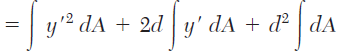 = ∫ y'² dA + 2d ∫ y' dA + d² ∫ dA